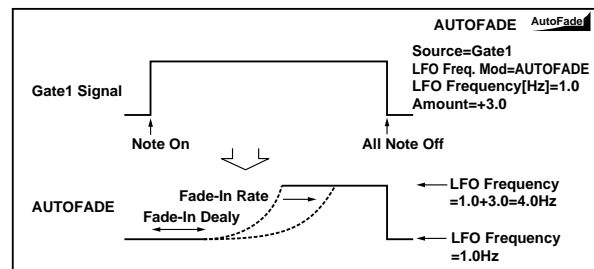 AUTOFADE AutoFade
Source=Gate1
LFO Freq. Mod=AUTOFADE
LFO Frequency[Hz]=1.0
Amount=+3.0
Gate1 Signal
Note On
All Note Off
AUTOFADE
Fade-In Rate
Fade-In Dealy
LFO Frequency
=1.0+3.0=4.0Hz
LFO Frequency
=1.0Hz